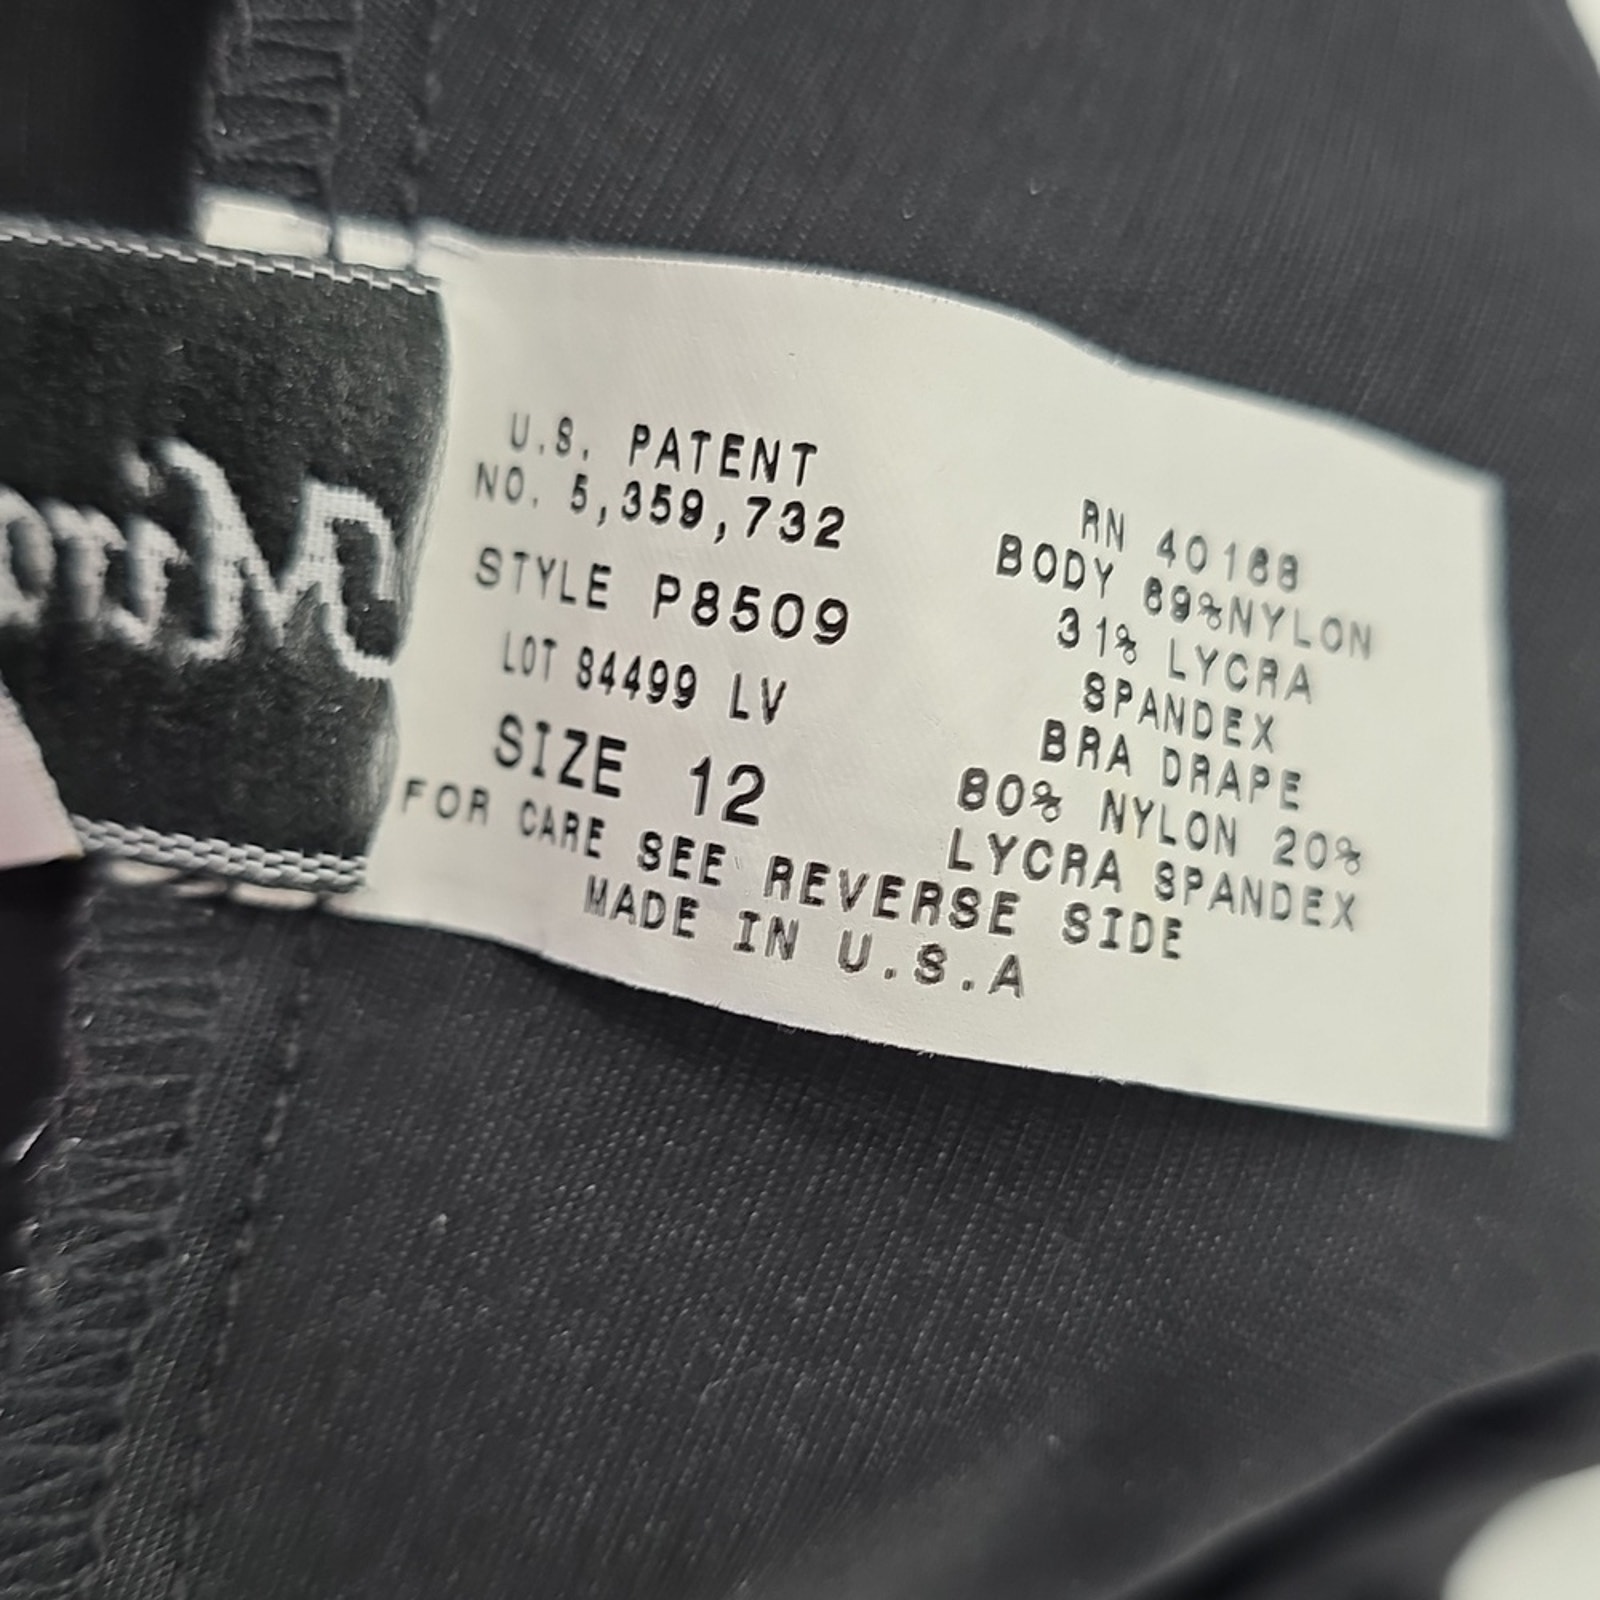 U.S. PATENT
NO. 5,359,732
STYLE P8509
LOT 84499 LV
SIZE 12
FOR CARE SEE REVERSE SIDE
MADE IN U.S.A
RN 40168
BODY 69%NYLON
31% LYCRA
SPANDEX
BRA DRAPE
80% NYLON 20%
LYCRA SPANDEX